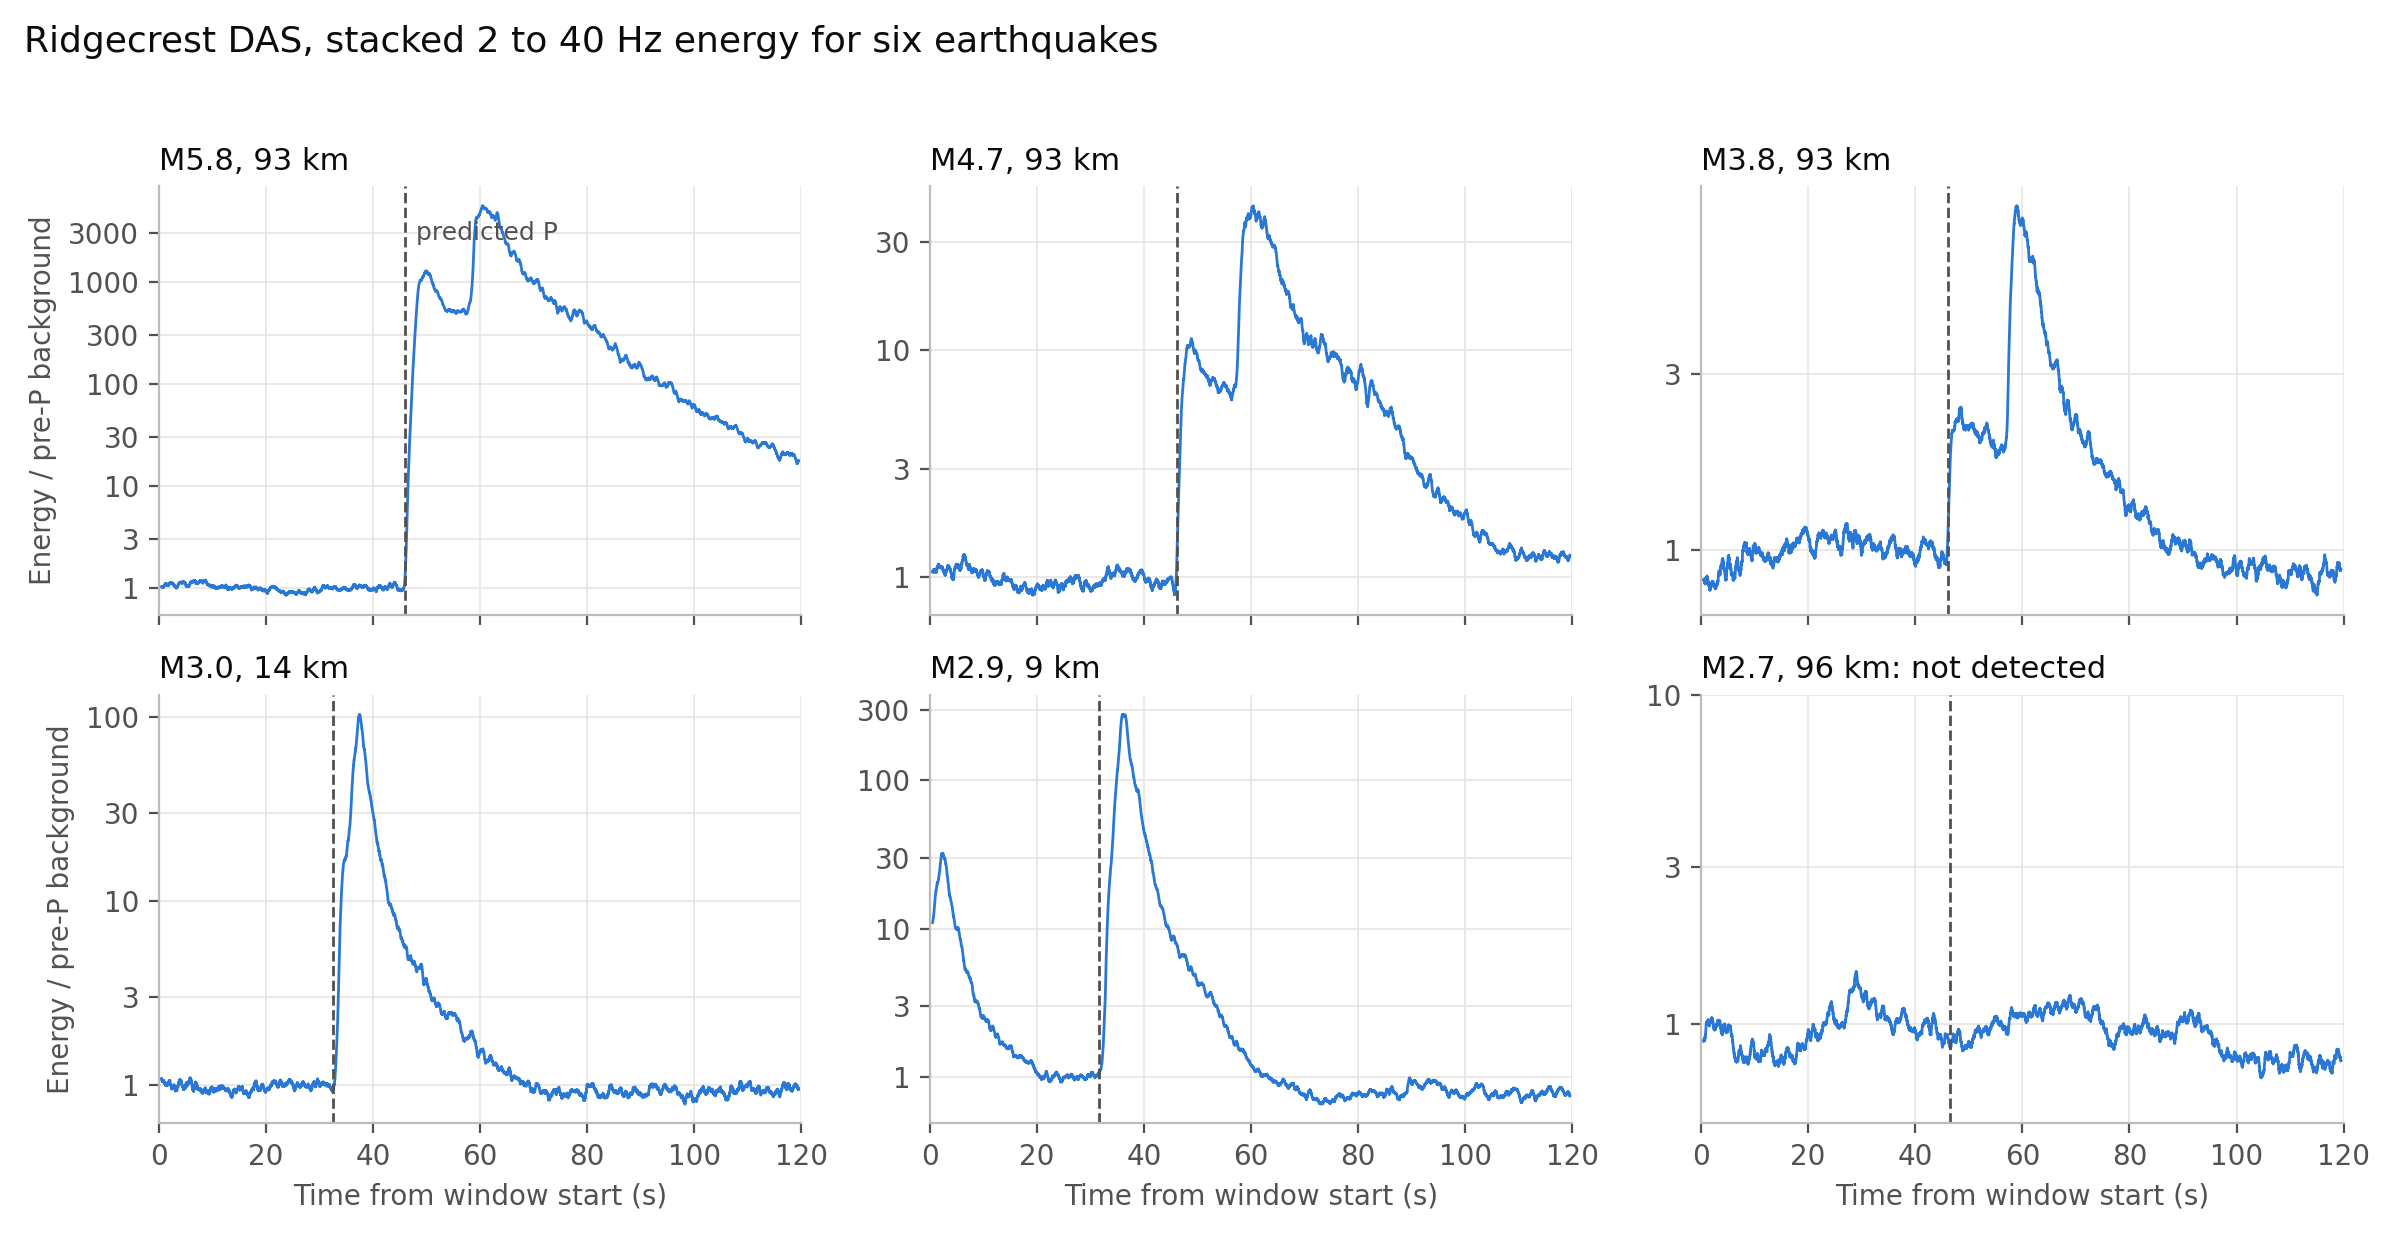 Ridgecrest DAS, stacked 2 to 40 Hz energy for six earthquakes
M5.8, 93 km
M4.7, 93 km
M3.8, 93 km
Energy / pre-P background
3000
1000
300
100
30
10
3
1
predicted P
30
10
3
1
3
1
M3.0, 14 km
M2.9, 9 km
M2.7, 96 km: not detected
Energy / pre-P background
100
30
10
3
1
300
100
30
10
3
1
10
3
1
0 20 40 60 80 100 120
0 20 40 60 80 100 120
0 20 40 60 80 100 120
Time from window start (s)
Time from window start (s)
Time from window start (s)